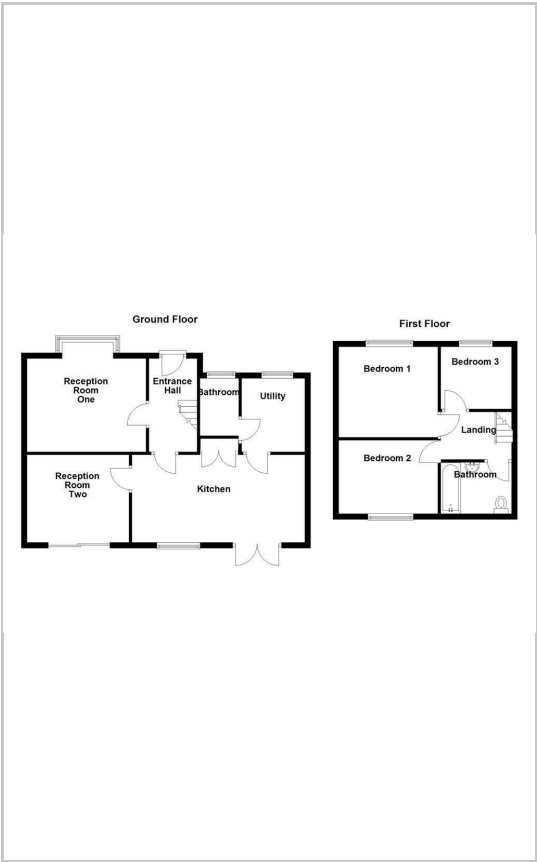 Ground Floor
Reception
Room
One
Entrance
Hall
Bathroom
Utility
Reception
Room
Two
Kitchen
First Floor
Bedroom 1
Bedroom 3
Landing
Bedroom 2
Bathroom